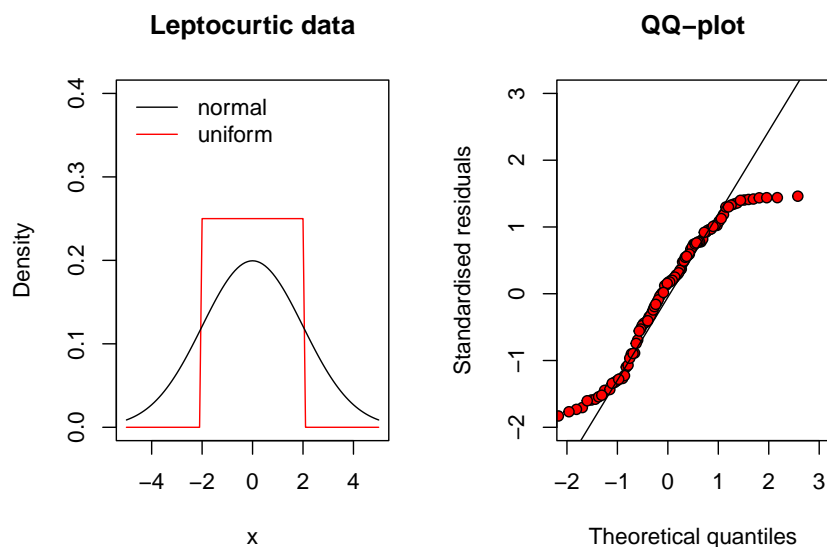 Leptocurtic data
Density
0.0 0.1 0.2 0.3 0.4
normal
uniform
−4 −2 0 2 4
x
QQ−plot
Standardised residuals
−2 −1 0 1 2 3
−2 −1 0 1 2 3
Theoretical quantiles